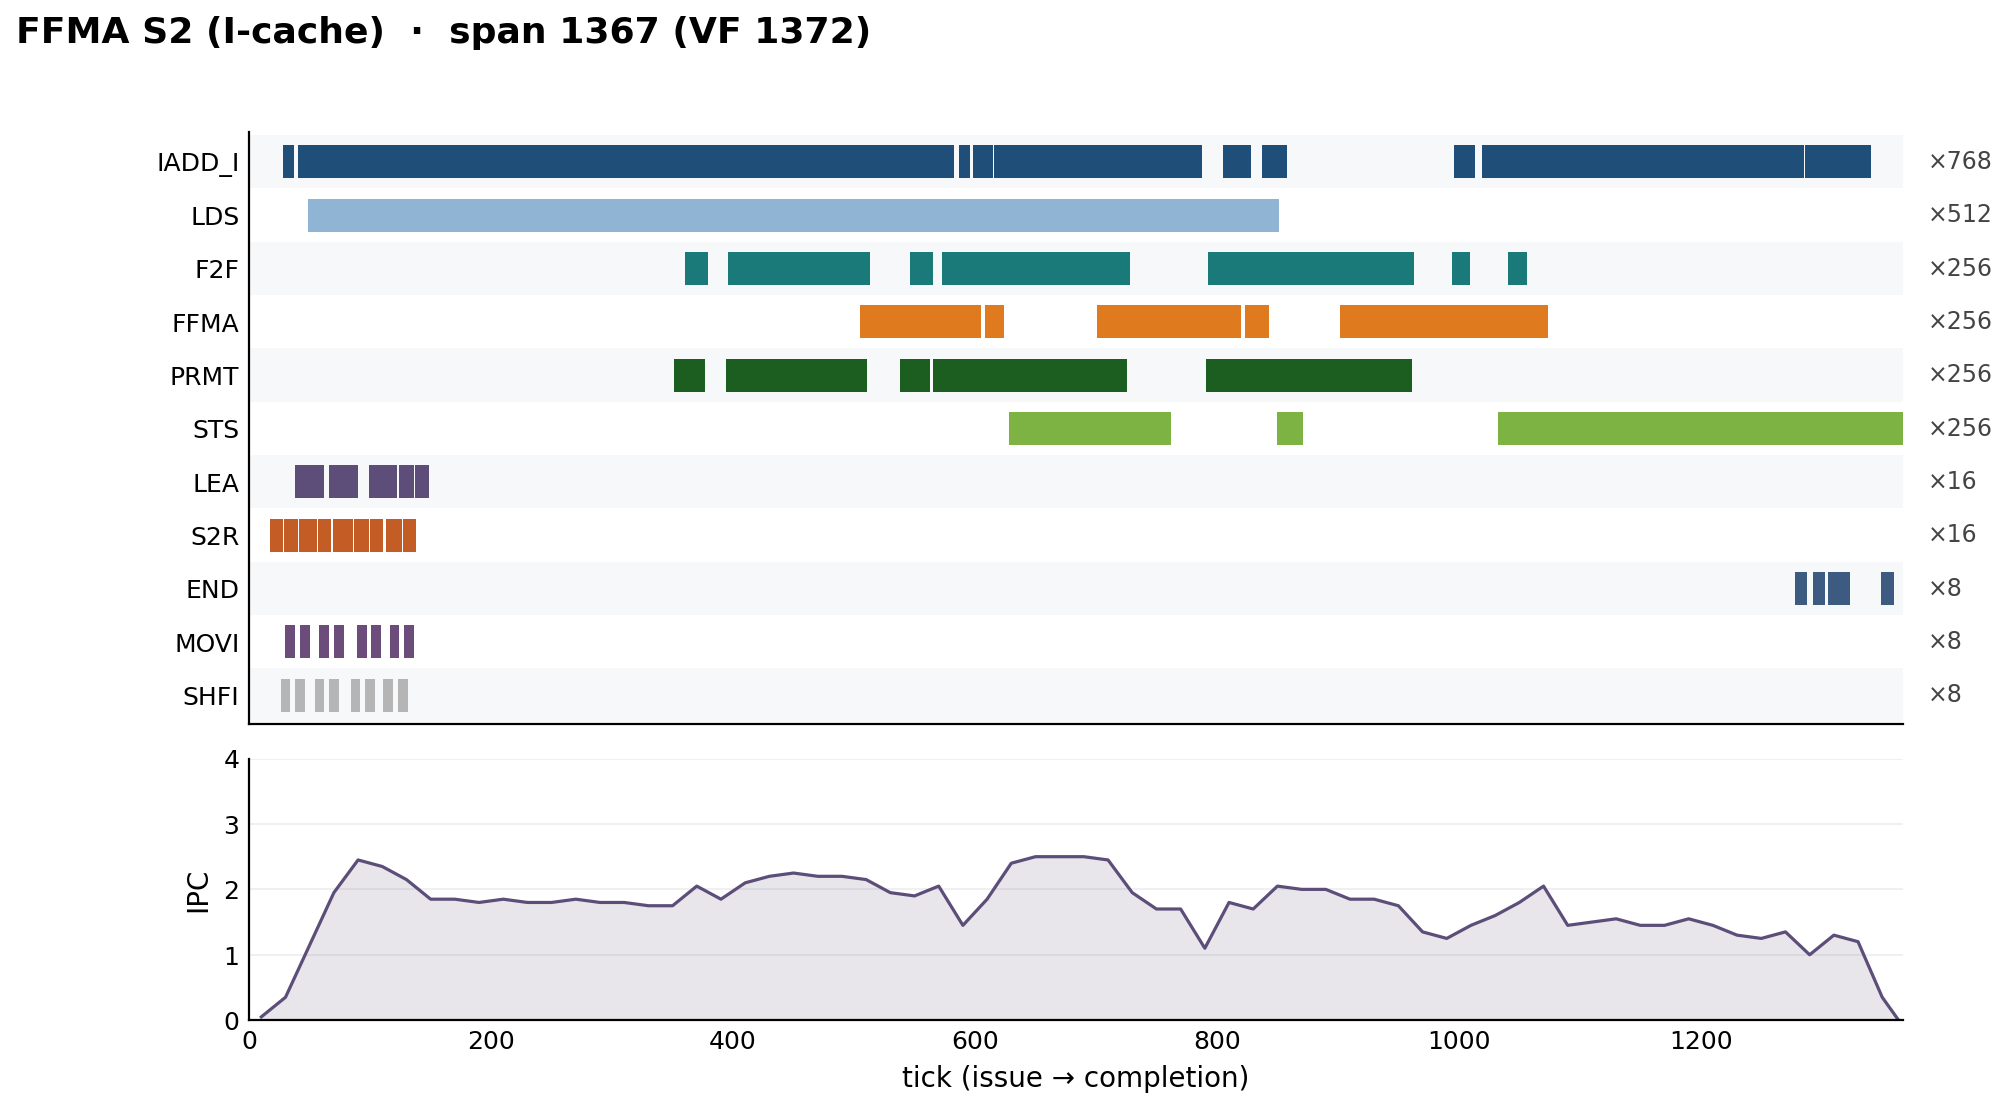 FFMA S2 (I-cache)  ·  span 1367 (VF 1372)
IADD_I ×768
LDS ×512
F2F ×256
FFMA ×256
PRMT ×256
STS ×256
LEA ×16
S2R ×16
END ×8
MOVI ×8
SHFI ×8
4
3
2
1
0
IPC
0 200 400 600 800 1000 1200
tick (issue → completion)